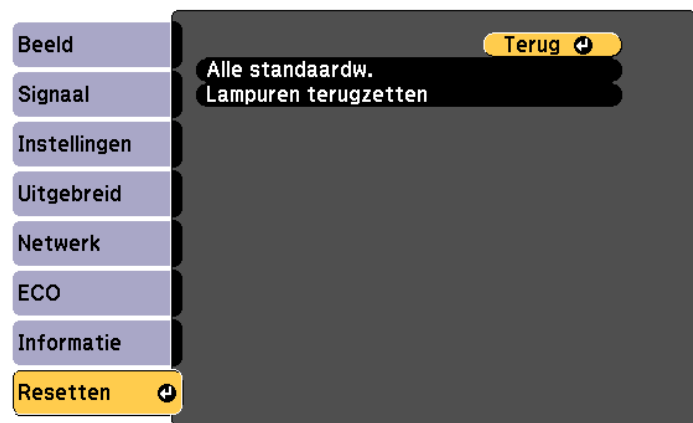 Beeld
Signaal
Instellingen
Uitgebreid
Netwerk
ECO
Informatie
Resetten
Terug
Alle standaardw.
Lampuren terugzetten